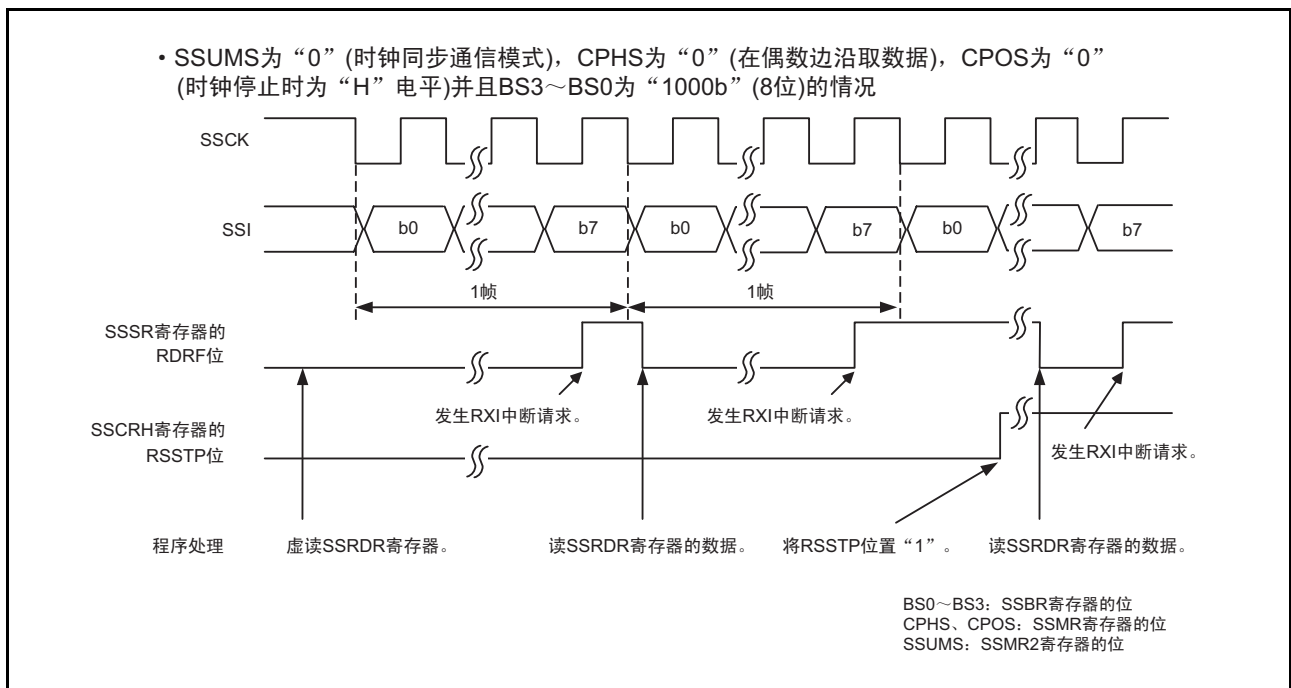 • SSUMS为“0”(时钟同步通信模式)，CPHS为“0”(在偶数边沿取数据)，CPOS为“0”
(时钟停止时为“H”电平)并且BS3～BS0为“1000b”(8位)的情况
SSCK
SSI
b0
b7
b0
b7
b0
b7
1帧
1帧
SSSR寄存器的
RDRF位
发生RXI中断请求。
发生RXI中断请求。
SSCRH寄存器的
RSSTP位
发生RXI中断请求。
程序处理
虚读SSRDR寄存器。
读SSRDR寄存器的数据。
将RSSTP位置“1”。
读SSRDR寄存器的数据。
BS0～BS3：SSBR寄存器的位
CPHS、CPOS：SSMR寄存器的位
SSUMS：SSMR2寄存器的位